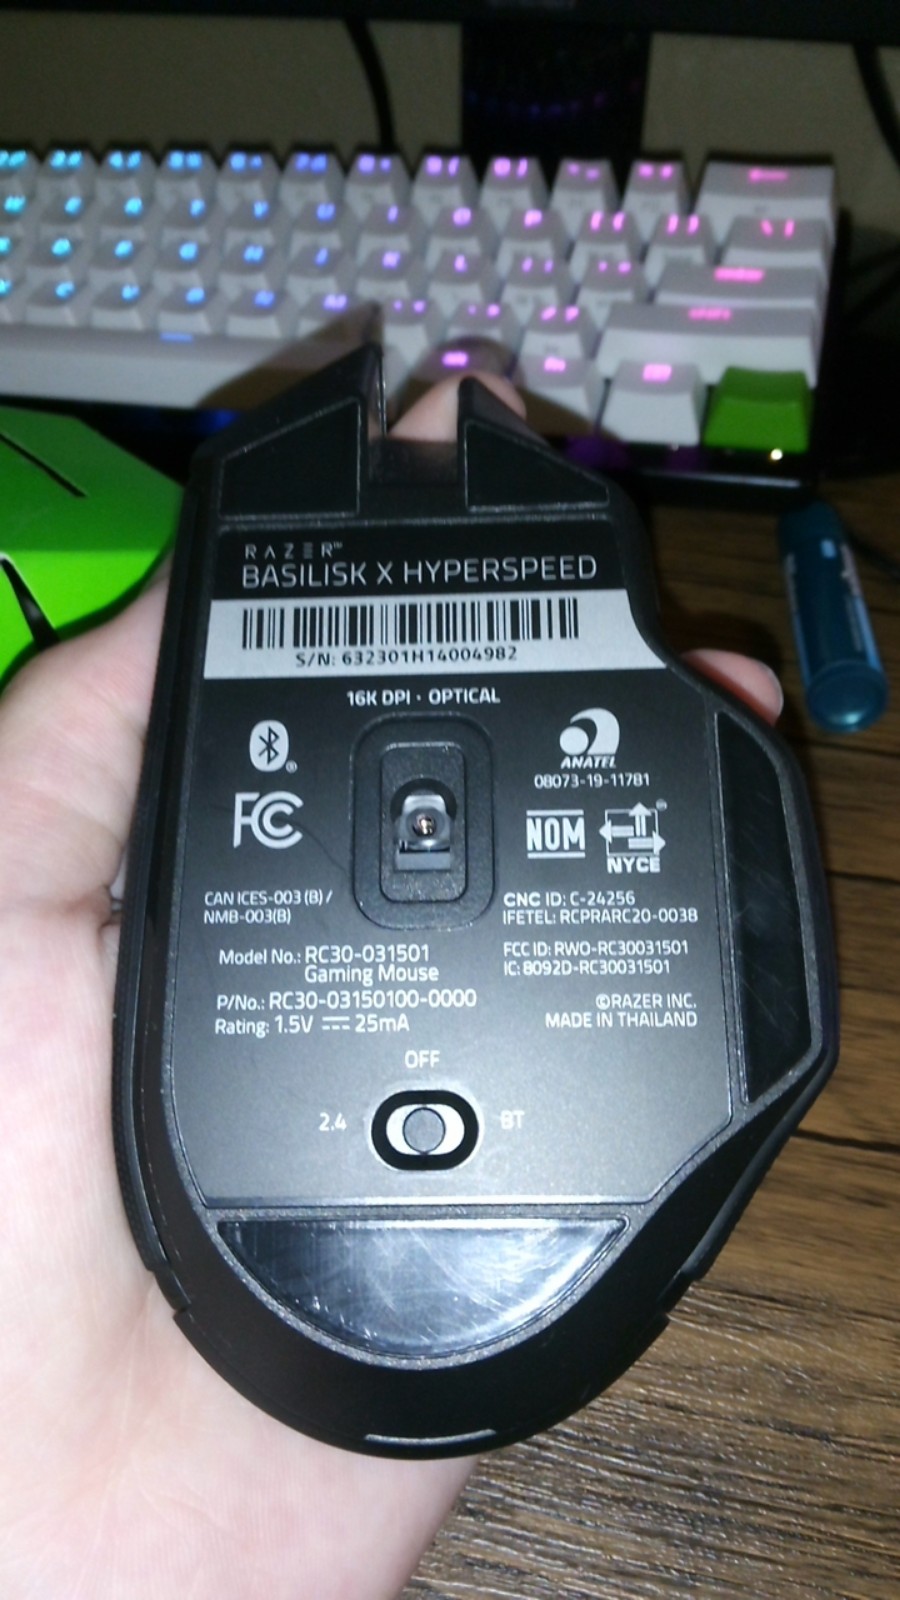 RAZER™
BASILISK X HYPERSPEED
S/N: 632301H14004982
16K DPI · OPTICAL
ANATEL
08073-19-11781
FC
NOM
NYCE
CAN ICES-003 (B) /
NMB-003(B)
CNC ID: C-24256
IFETEL: RCPRARC20-0038
Model No.: RC30-031501
Gaming Mouse
FCC ID: RWO-RC30031501
IC: 8092D-RC30031501
P/No.: RC30-03150100-0000
Rating: 1.5V ⎓ 25mA
©RAZER INC.
MADE IN THAILAND
OFF
2.4
BT